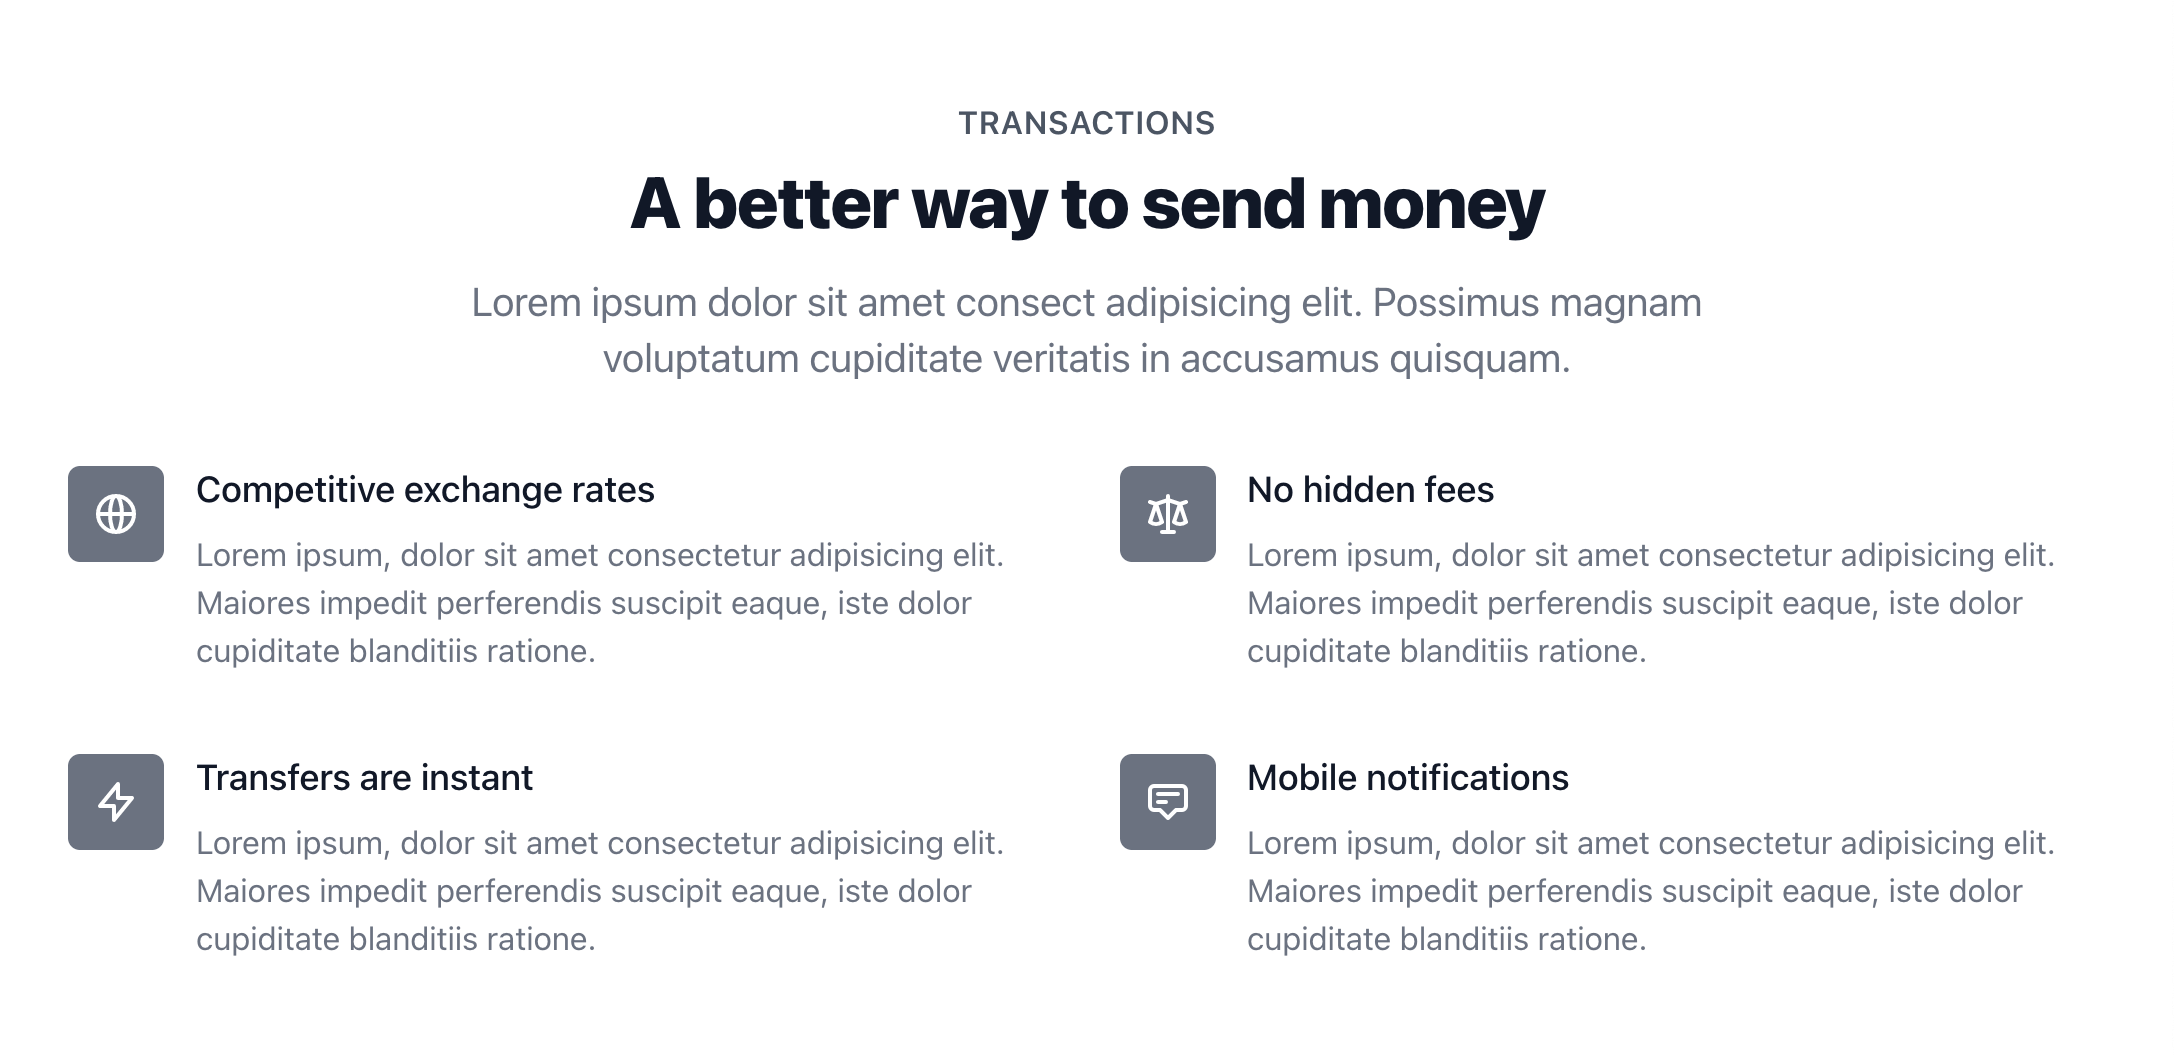 TRANSACTIONS
A better way to send money
Lorem ipsum dolor sit amet consect adipisicing elit. Possimus magnam
voluptatum cupiditate veritatis in accusamus quisquam.
Competitive exchange rates
Lorem ipsum, dolor sit amet consectetur adipisicing elit.
Maiores impedit perferendis suscipit eaque, iste dolor
cupiditate blanditiis ratione.
No hidden fees
Lorem ipsum, dolor sit amet consectetur adipisicing elit.
Maiores impedit perferendis suscipit eaque, iste dolor
cupiditate blanditiis ratione.
Transfers are instant
Lorem ipsum, dolor sit amet consectetur adipisicing elit.
Maiores impedit perferendis suscipit eaque, iste dolor
cupiditate blanditiis ratione.
Mobile notifications
Lorem ipsum, dolor sit amet consectetur adipisicing elit.
Maiores impedit perferendis suscipit eaque, iste dolor
cupiditate blanditiis ratione.